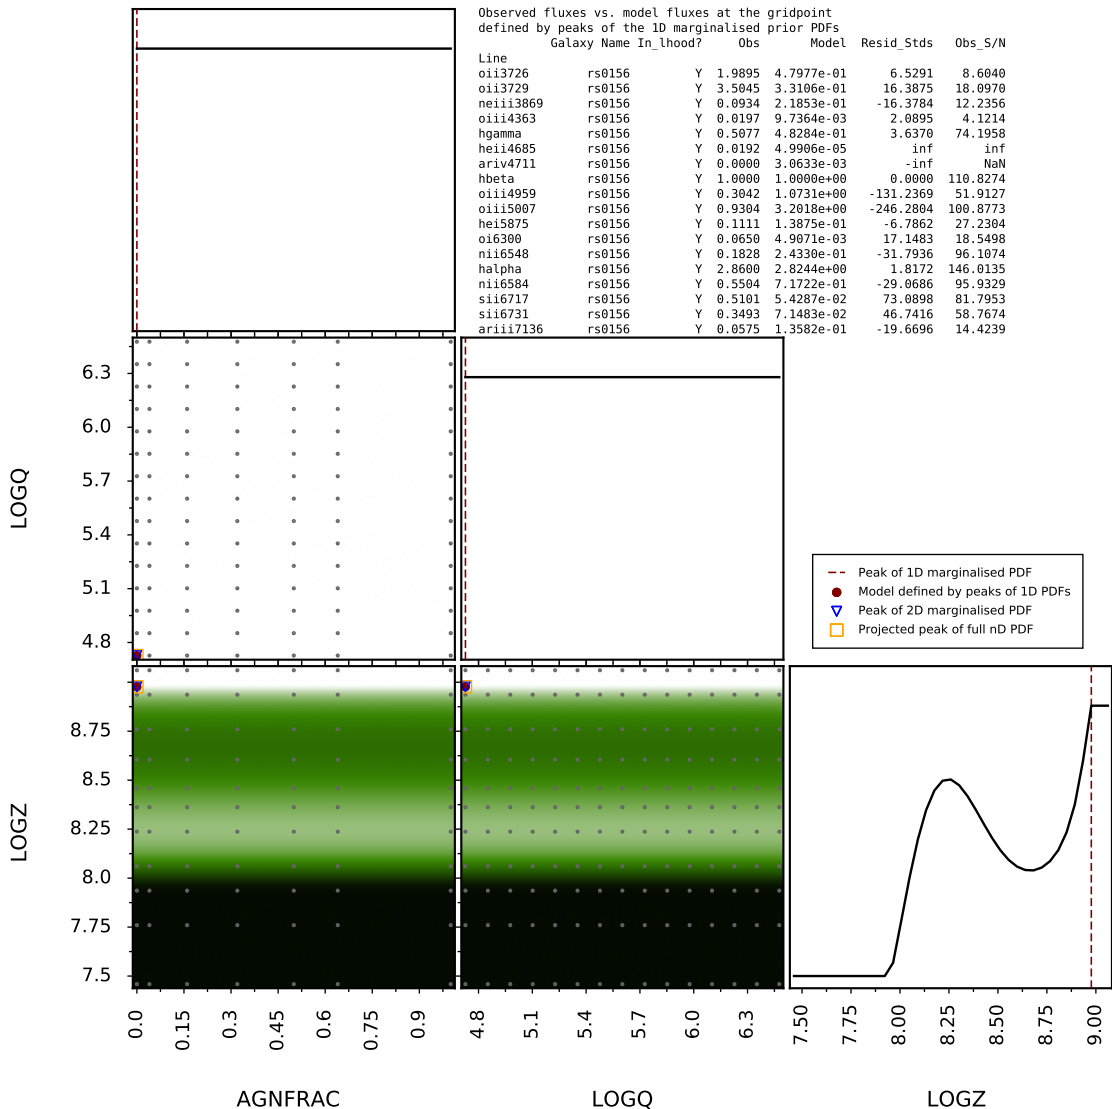 Observed fluxes vs. model fluxes at the gridpoint
defined by peaks of the 1D marginalised prior PDFs
Galaxy Name In_lhood? Obs Model Resid_Stds Obs_S/N
Line
oii3726 rs0156 Y 1.9895 4.7977e-01 6.5291 8.6040
oii3729 rs0156 Y 3.5045 3.3106e-01 16.3875 18.0970
neiii3869 rs0156 Y 0.0934 2.1853e-01 -16.3784 12.2356
oiii4363 rs0156 Y 0.0197 9.7364e-03 2.0895 4.1214
hgamma rs0156 Y 0.5077 4.8284e-01 3.6370 74.1958
heii4685 rs0156 Y 0.0192 4.9906e-05 inf inf
ariv4711 rs0156 Y 0.0000 3.0633e-03 -inf NaN
hbeta rs0156 Y 1.0000 1.0000e+00 0.0000 110.8274
oiii4959 rs0156 Y 0.3042 1.0731e+00 -131.2369 51.9127
oiii5007 rs0156 Y 0.9304 3.2018e+00 -246.2804 100.8773
hei5875 rs0156 Y 0.1111 1.3875e-01 -6.7862 27.2304
oi6300 rs0156 Y 0.0650 4.9071e-03 17.1483 18.5498
nii6548 rs0156 Y 0.1828 2.4330e-01 -31.7936 96.1074
halpha rs0156 Y 2.8600 2.8244e+00 1.8172 146.0135
nii6584 rs0156 Y 0.5504 7.1722e-01 -29.0686 95.9329
sii6717 rs0156 Y 0.5101 5.4287e-02 73.0898 81.7953
sii6731 rs0156 Y 0.3493 7.1483e-02 46.7416 58.7674
ariii7136 rs0156 Y 0.0575 1.3582e-01 -19.6696 14.4239
6.3
6.0
5.7
5.4
5.1
4.8
LOGQ
Peak of 1D marginalised PDF
Model defined by peaks of 1D PDFs
Peak of 2D marginalised PDF
Projected peak of full nD PDF
8.75
8.5
8.25
8.0
7.75
7.5
LOGZ
0.0 0.15 0.3 0.45 0.6 0.75 0.9
4.8 5.1 5.4 5.7 6.0 6.3
7.50 7.75 8.00 8.25 8.50 8.75 9.00
AGNFRAC LOGQ LOGZ